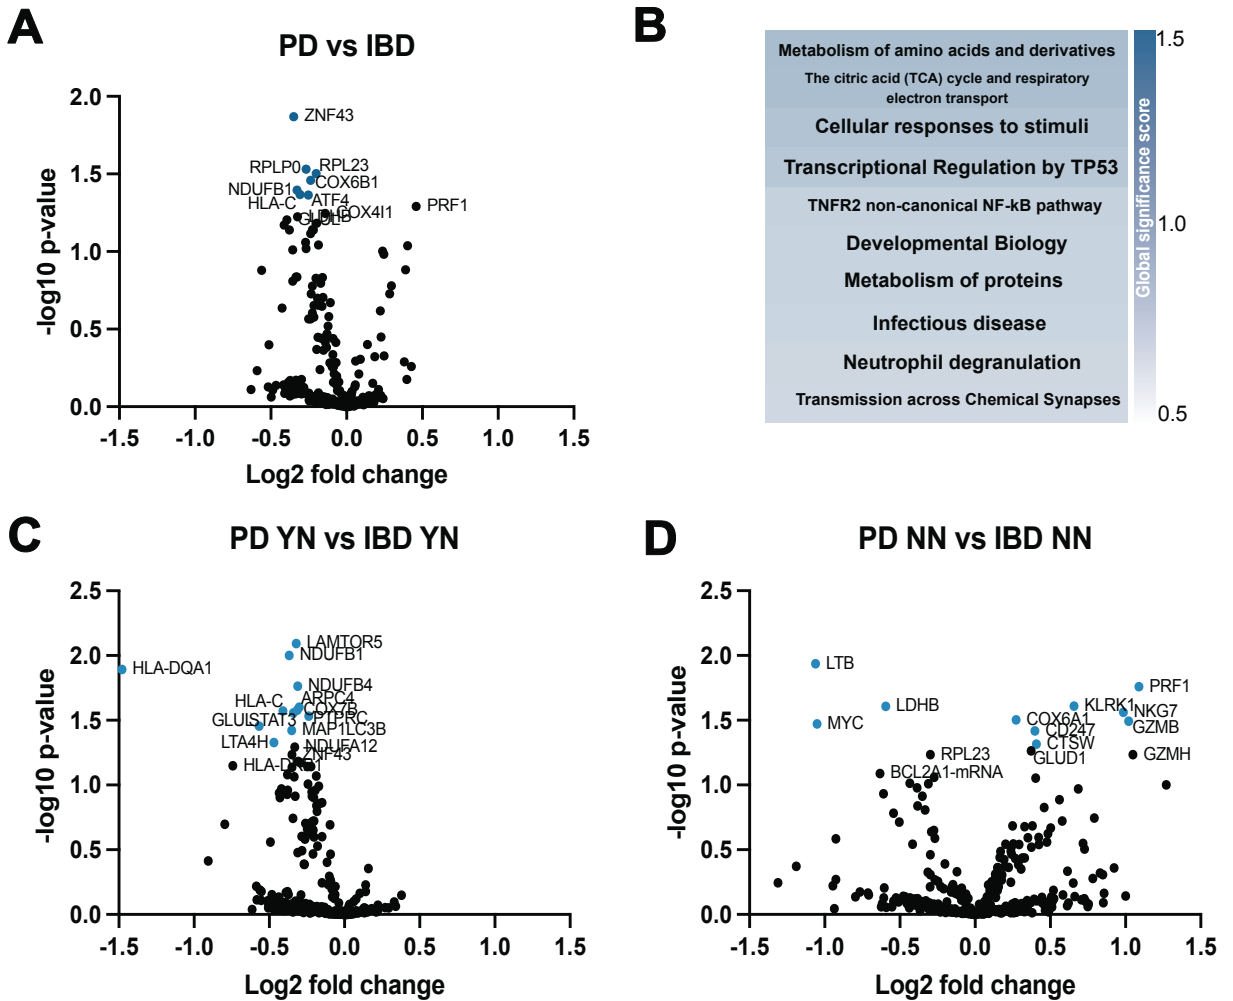 A
PD vs IBD
2.0
1.5
1.0
0.5
0.0
-log10 p-value
-1.5 -1.0 -0.5 0.0 0.5 1.0 1.5
Log2 fold change
ZNF43
RPLP0
RPL23
COX6B1
NDUFB1
ATF4
HLA-C
COX4I1
LDHB
PRF1
B
Metabolism of amino acids and derivatives
The citric acid (TCA) cycle and respiratory
electron transport
Cellular responses to stimuli
Transcriptional Regulation by TP53
TNFR2 non-canonical NF-kB pathway
Developmental Biology
Metabolism of proteins
Infectious disease
Neutrophil degranulation
Transmission across Chemical Synapses
Global significance score
1.5
1.0
0.5
C
PD YN vs IBD YN
2.5
2.0
1.5
1.0
0.5
0.0
-log10 p-value
-1.5 -1.0 -0.5 0.0 0.5 1.0 1.5
Log2 fold change
LAMTOR5
NDUFB1
HLA-DQA1
NDUFB4
HLA-C
ARPC4
COX7B
GLUL
STAT3
PTPRC
MAP1LC3B
LTA4H
NDUFA12
ZNF43
D
PD NN vs IBD NN
2.5
2.0
1.5
1.0
0.5
0.0
-log10 p-value
-1.5 -1.0 -0.5 0.0 0.5 1.0 1.5
Log2 fold change
LTB
PRF1
LDHB
KLRK1
NKG7
MYC
COX6A1
GZMB
CD247
CTSW
RPL23
GLUD1
GZMH
BCL2A1-mRNA